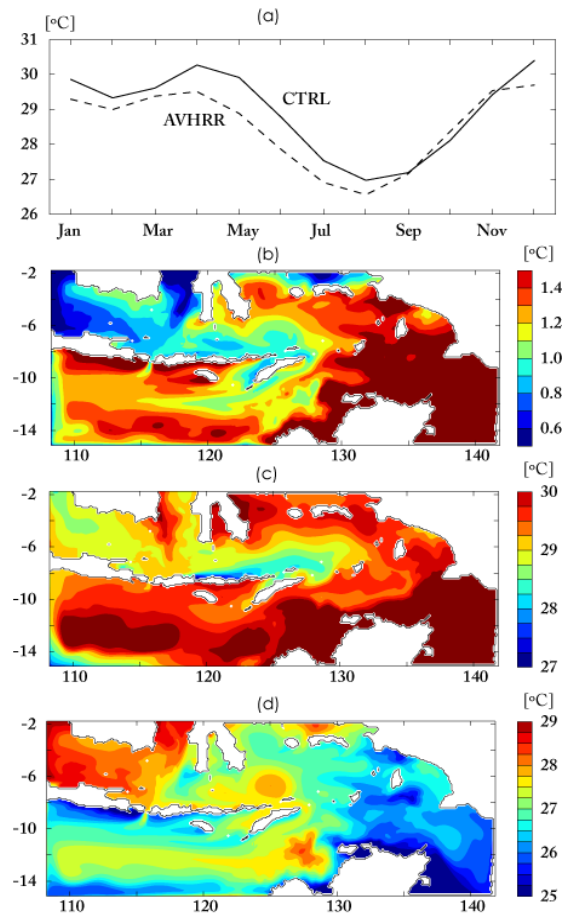 (a)
[°C]
31
30
29
28
27
26
CTRL
AVHRR
Jan Mar May Jul Sep Nov
(b)
[°C]
-2
-6
-10
-14
110 120 130 140
1.4
1.2
1.0
0.8
0.6
(c)
[°C]
-2
-6
-10
-14
110 120 130 140
30
29
28
27
(d)
[°C]
-2
-6
-10
-14
110 120 130 140
29
28
27
26
25